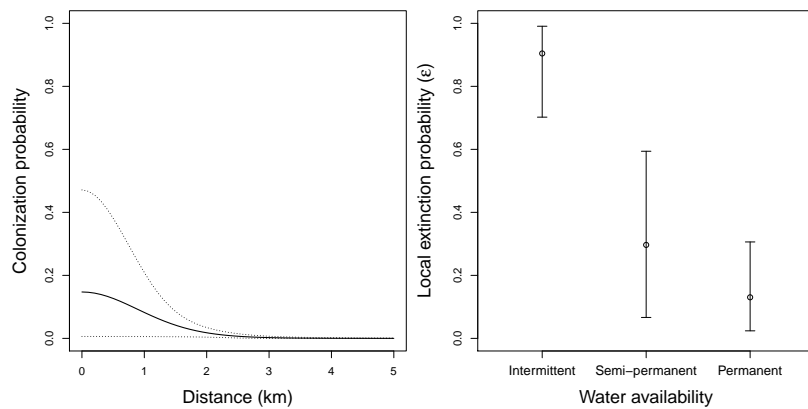 Colonization probability
1.0
0.8
0.6
0.4
0.2
0.0
0 1 2 3 4 5
Distance (km)
Local extinction probability (ε)
1.0
0.8
0.6
0.4
0.2
0.0
Intermittent Semi−permanent Permanent
Water availability